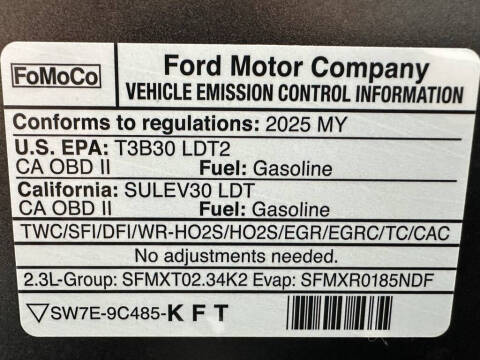 FoMoCo
Ford Motor Company
VEHICLE EMISSION CONTROL INFORMATION
Conforms to regulations: 2025 MY
U.S. EPA: T3B30 LDT2
CA OBD II Fuel: Gasoline
California: SULEV30 LDT
CA OBD II Fuel: Gasoline
TWC/SFI/DFI/WR-HO2S/HO2S/EGR/EGRC/TC/CAC
No adjustments needed.
2.3L-Group: SFMXT02.34K2 Evap: SFMXR0185NDF
SW7E-9C485-K F T